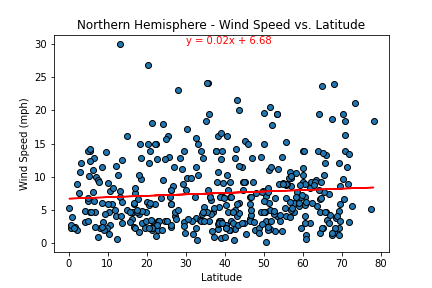 Northern Hemisphere - Wind Speed vs. Latitude
y = 0.02x + 6.68
30
25
20
15
10
5
0
Wind Speed (mph)
0 10 20 30 40 50 60 70 80
Latitude